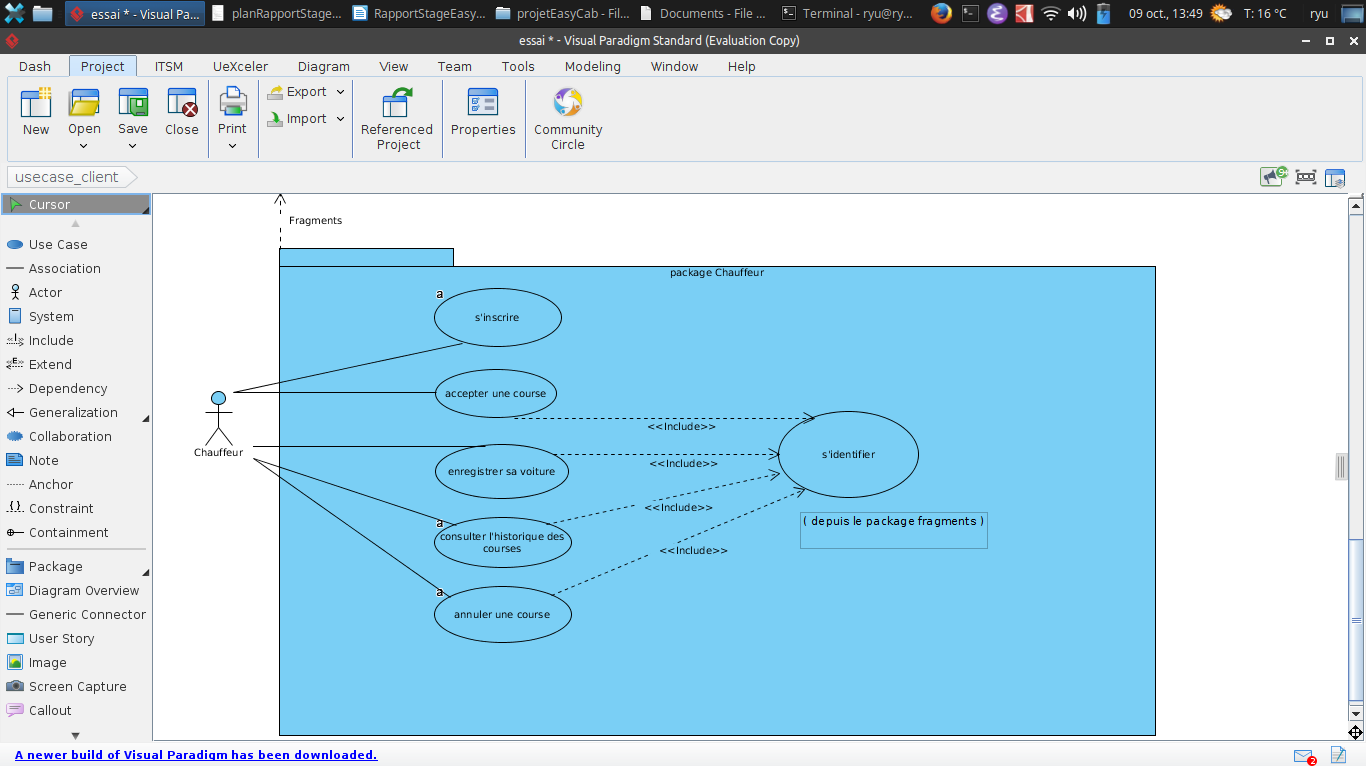 essai * - Visual Pa...
planRapportStage...
RapportStageEasy...
projetEasyCab - Fil...
Documents - File ...
Terminal - ryu@ry...
09 oct., 13:49
T: 16 °C
ryu
essai * - Visual Paradigm Standard (Evaluation Copy)
Dash
Project
ITSM
UeXceler
Diagram
View
Team
Tools
Modeling
Window
Help
New
Open
Save
Close
Print
Export
Import
Referenced
Project
Properties
Community
Circle
usecase_client
9+
Cursor
Use Case
Association
Actor
System
Include
Extend
Dependency
Generalization
Collaboration
Note
Anchor
Constraint
Containment
Package
Diagram Overview
Generic Connector
User Story
Image
Screen Capture
Callout
Fragments
package Chauffeur
a
s'inscrire
accepter une course
<<Include>>
Chauffeur
enregistrer sa voiture
<<Include>>
s'identifier
<<Include>>
( depuis le package fragments )
a
consulter l'historique des
courses
<<Include>>
a
annuler une course
A newer build of Visual Paradigm has been downloaded.
2